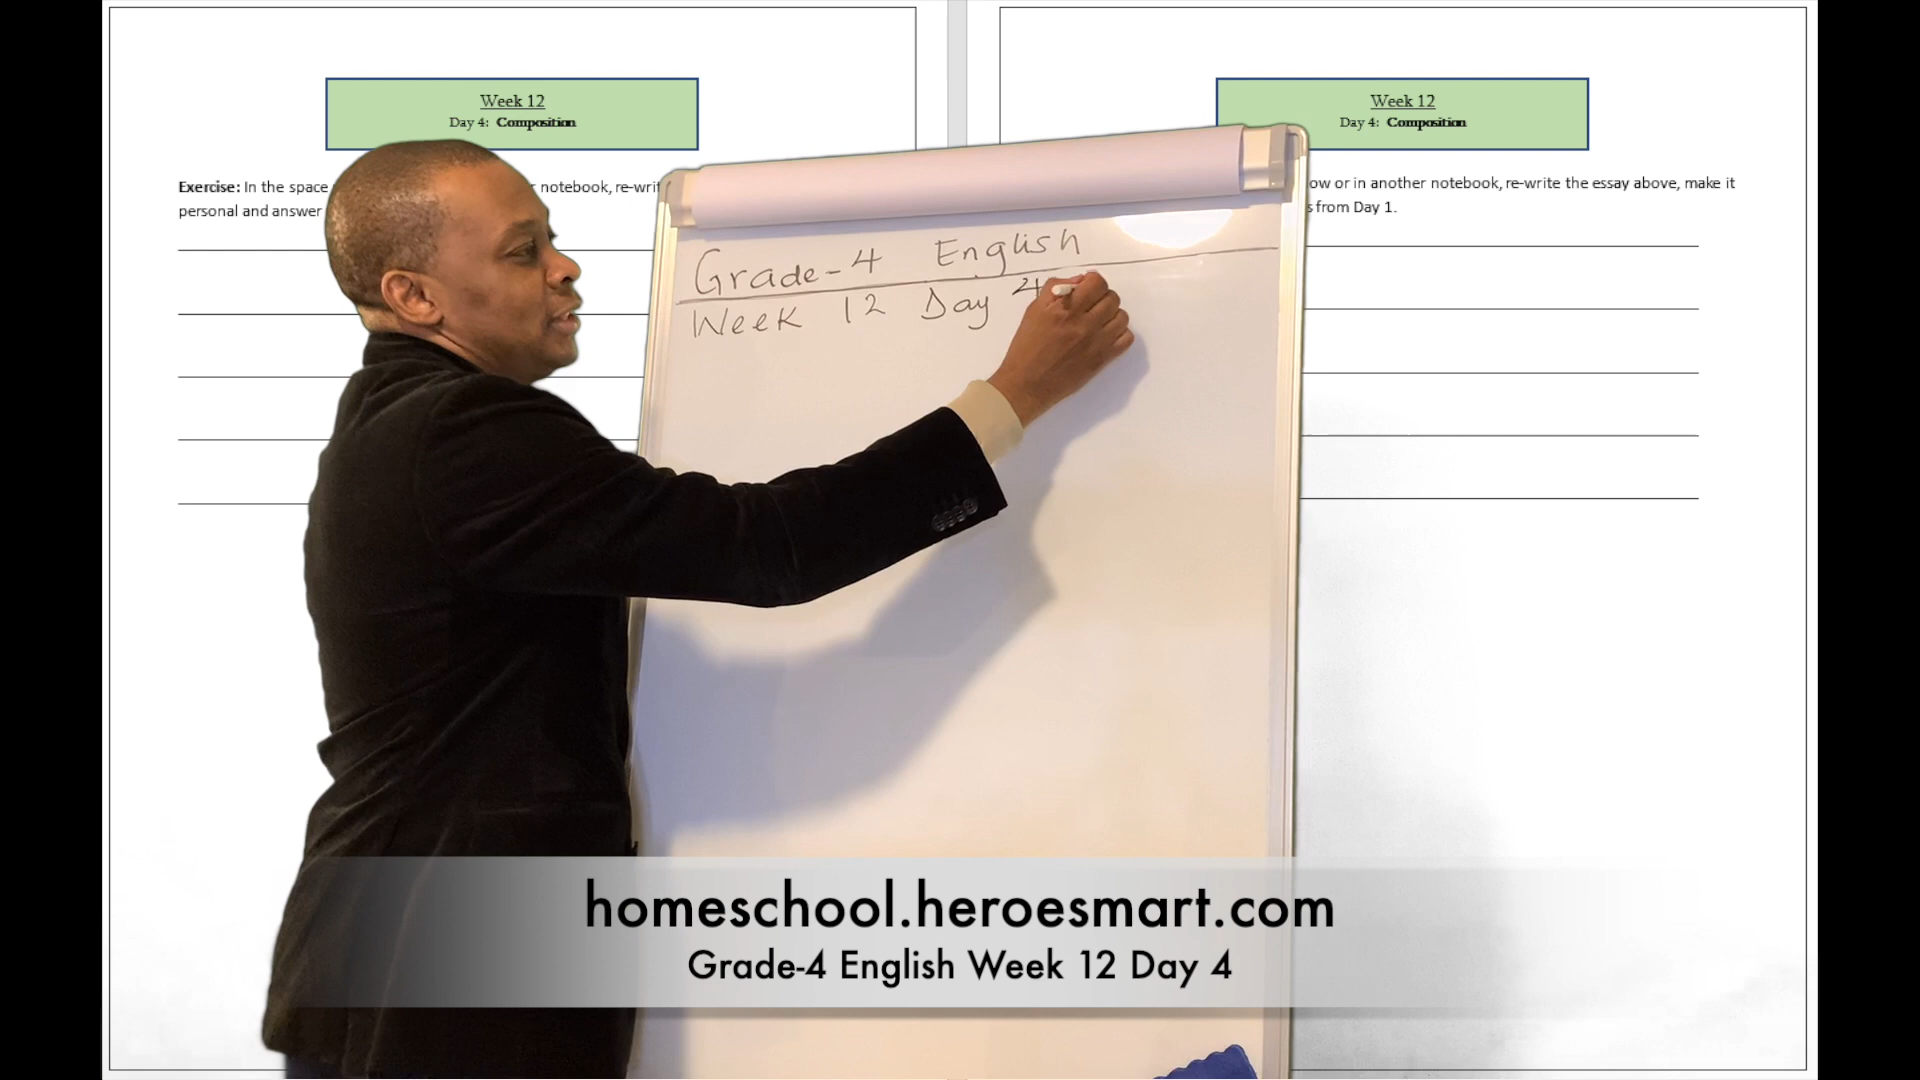 Week 12
Day 4: Composition
Exercise: In the space
notebook, re-writ
personal and answer
Week 12
Day 4: Composition
ow or in another notebook, re-write the essay above, make it
s from Day 1.
Grade-4 English
Week 12 Day 4
homeschool.heroesmart.com
Grade-4 English Week 12 Day 4